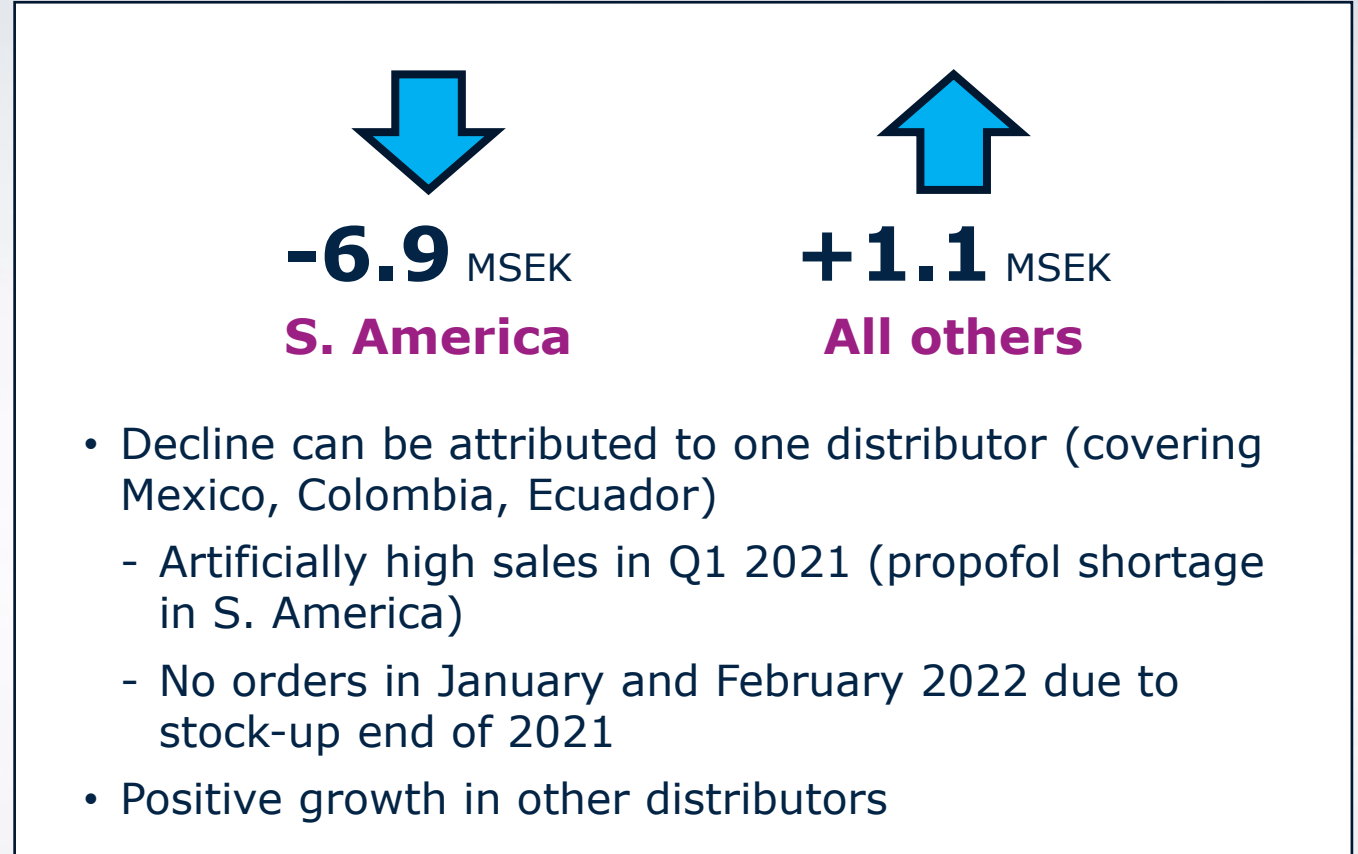 -6.9 MSEK +1.1 MSEK
S. America All others
• Decline can be attributed to one distributor (covering
Mexico, Colombia, Ecuador)
- Artificially high sales in Q1 2021 (propofol shortage
in S. America)
- No orders in January and February 2022 due to
stock-up end of 2021
• Positive growth in other distributors